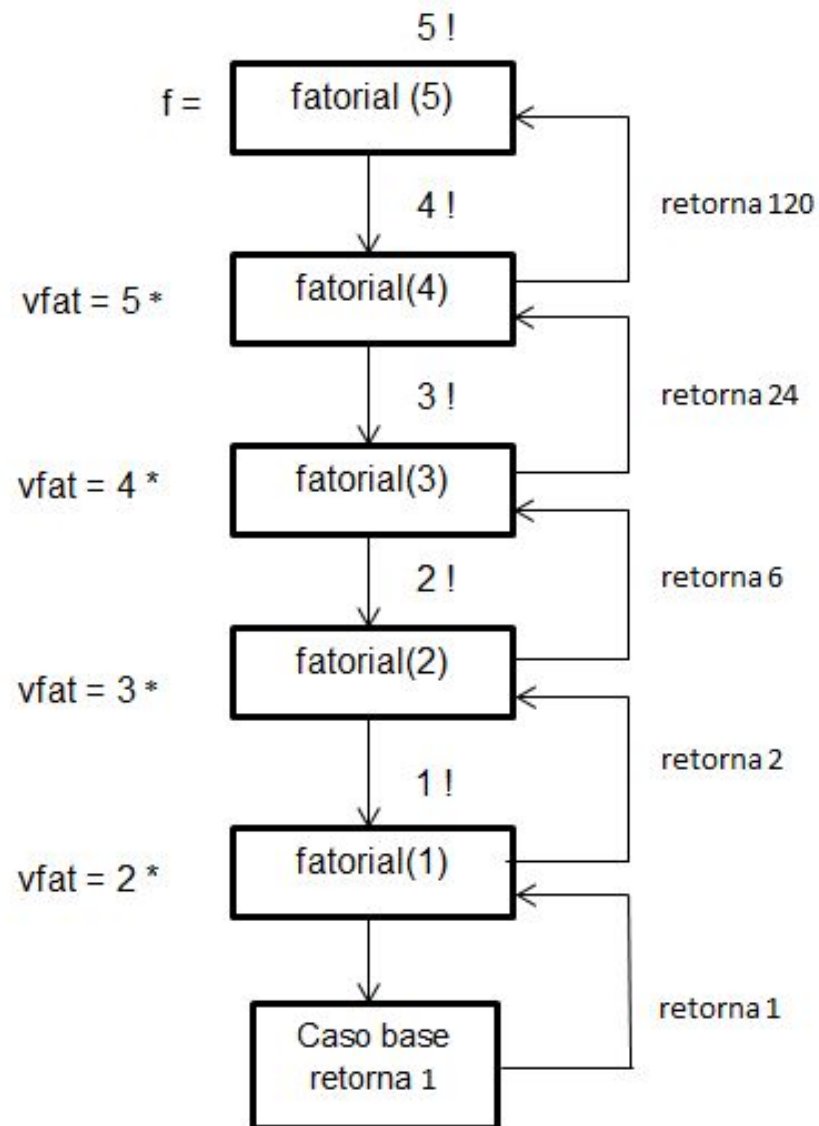 5 !
f = fatorial (5)
retorna 120
4 !
vfat = 5 * fatorial(4)
retorna 24
3 !
vfat = 4 * fatorial(3)
retorna 6
2 !
vfat = 3 * fatorial(2)
retorna 2
1 !
vfat = 2 * fatorial(1)
retorna 1
Caso base
retorna 1